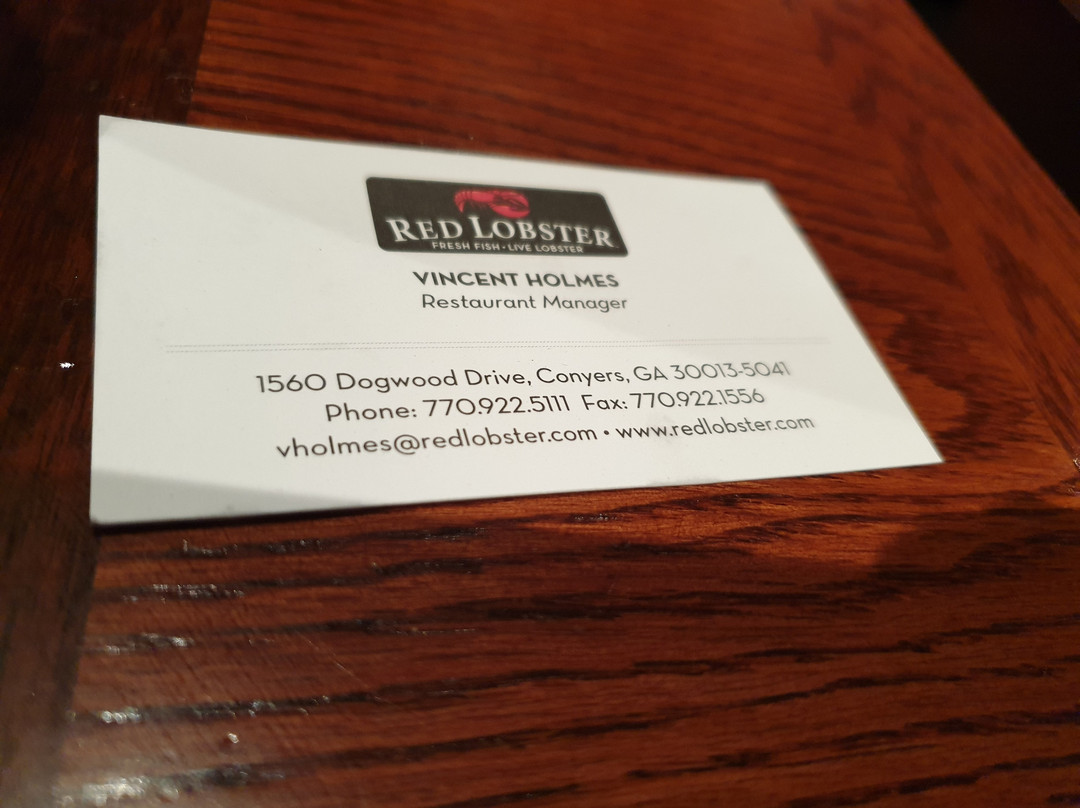 RED LOBSTER
FRESH FISH • LIVE LOBSTER
VINCENT HOLMES
Restaurant Manager
1560 Dogwood Drive, Conyers, GA 30013-5041
Phone: 770.922.5111 Fax: 770.922.1556
vholmes@redlobster.com • www.redlobster.com